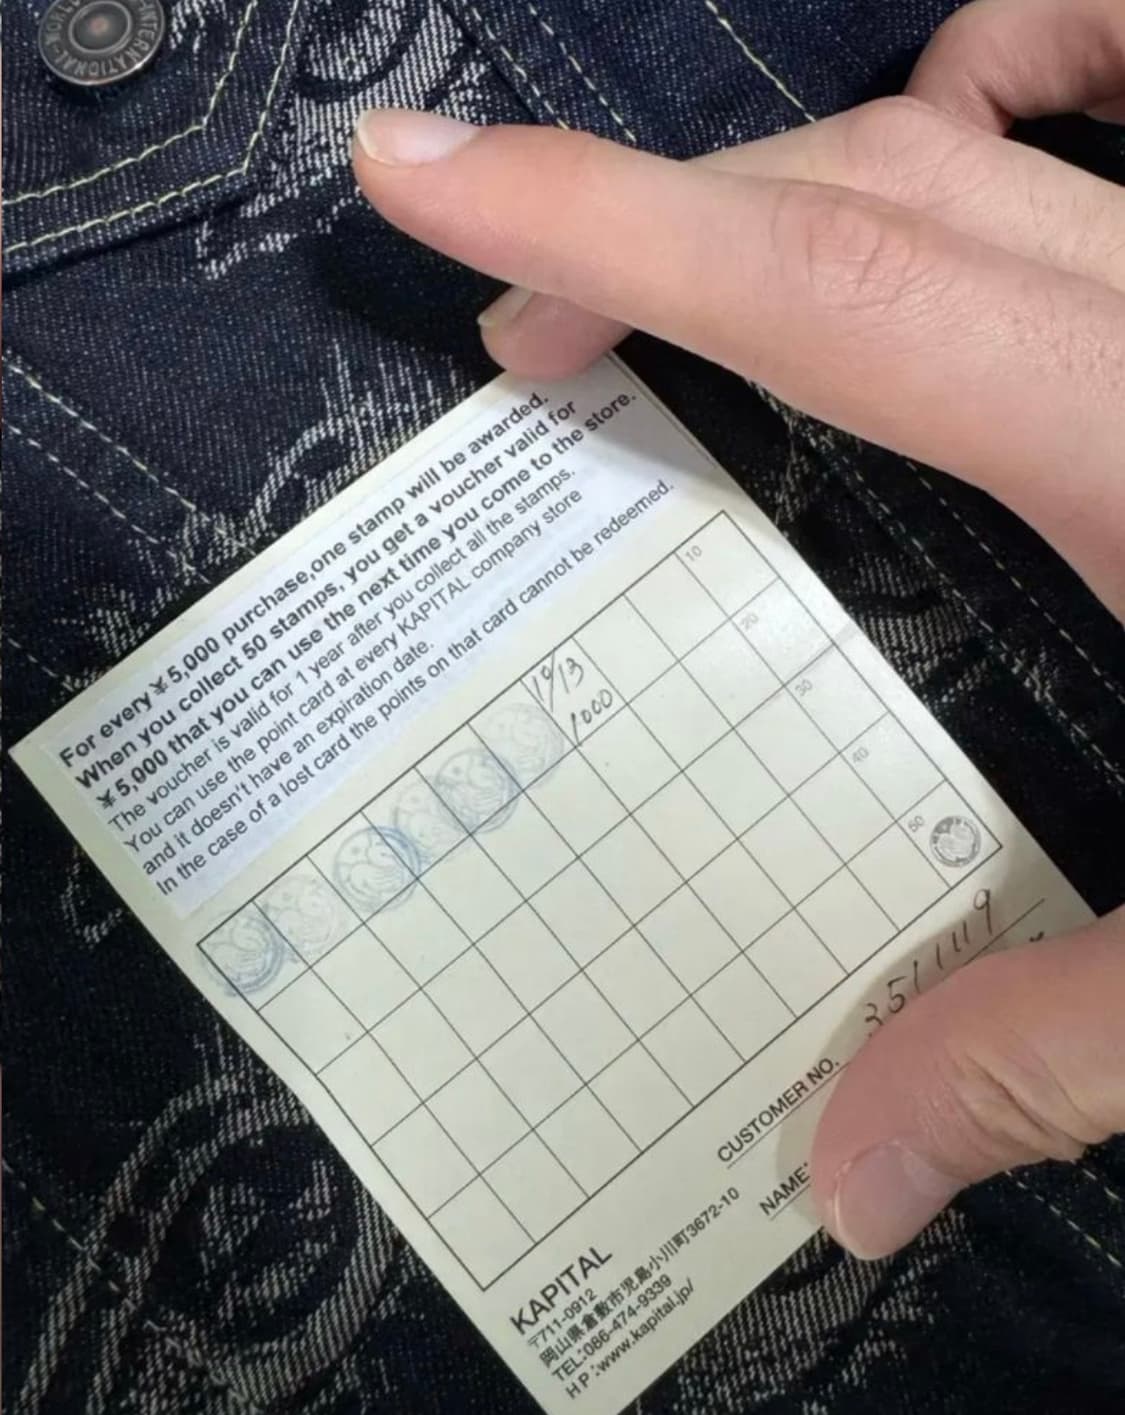 INTERNATIONAL
For every ¥5,000 purchase,one stamp will be awarded.
When you collect 50 stamps, you get a voucher valid for
¥5,000 that you can use the next time you come to the store.
The voucher is valid for 1 year after you collect all the stamps.
You can use the point card at every KAPITAL company store
and it doesn't have an expiration date.
In the case of a lost card the points on that card cannot be redeemed.
10
20
30
40
50
1000
CUSTOMER NO. 3511119
NAME
KAPITAL
〒711-0912
岡山県倉敷市児島小川町3672-10
TEL:086-474-9339
HP:www.kapital.jp/